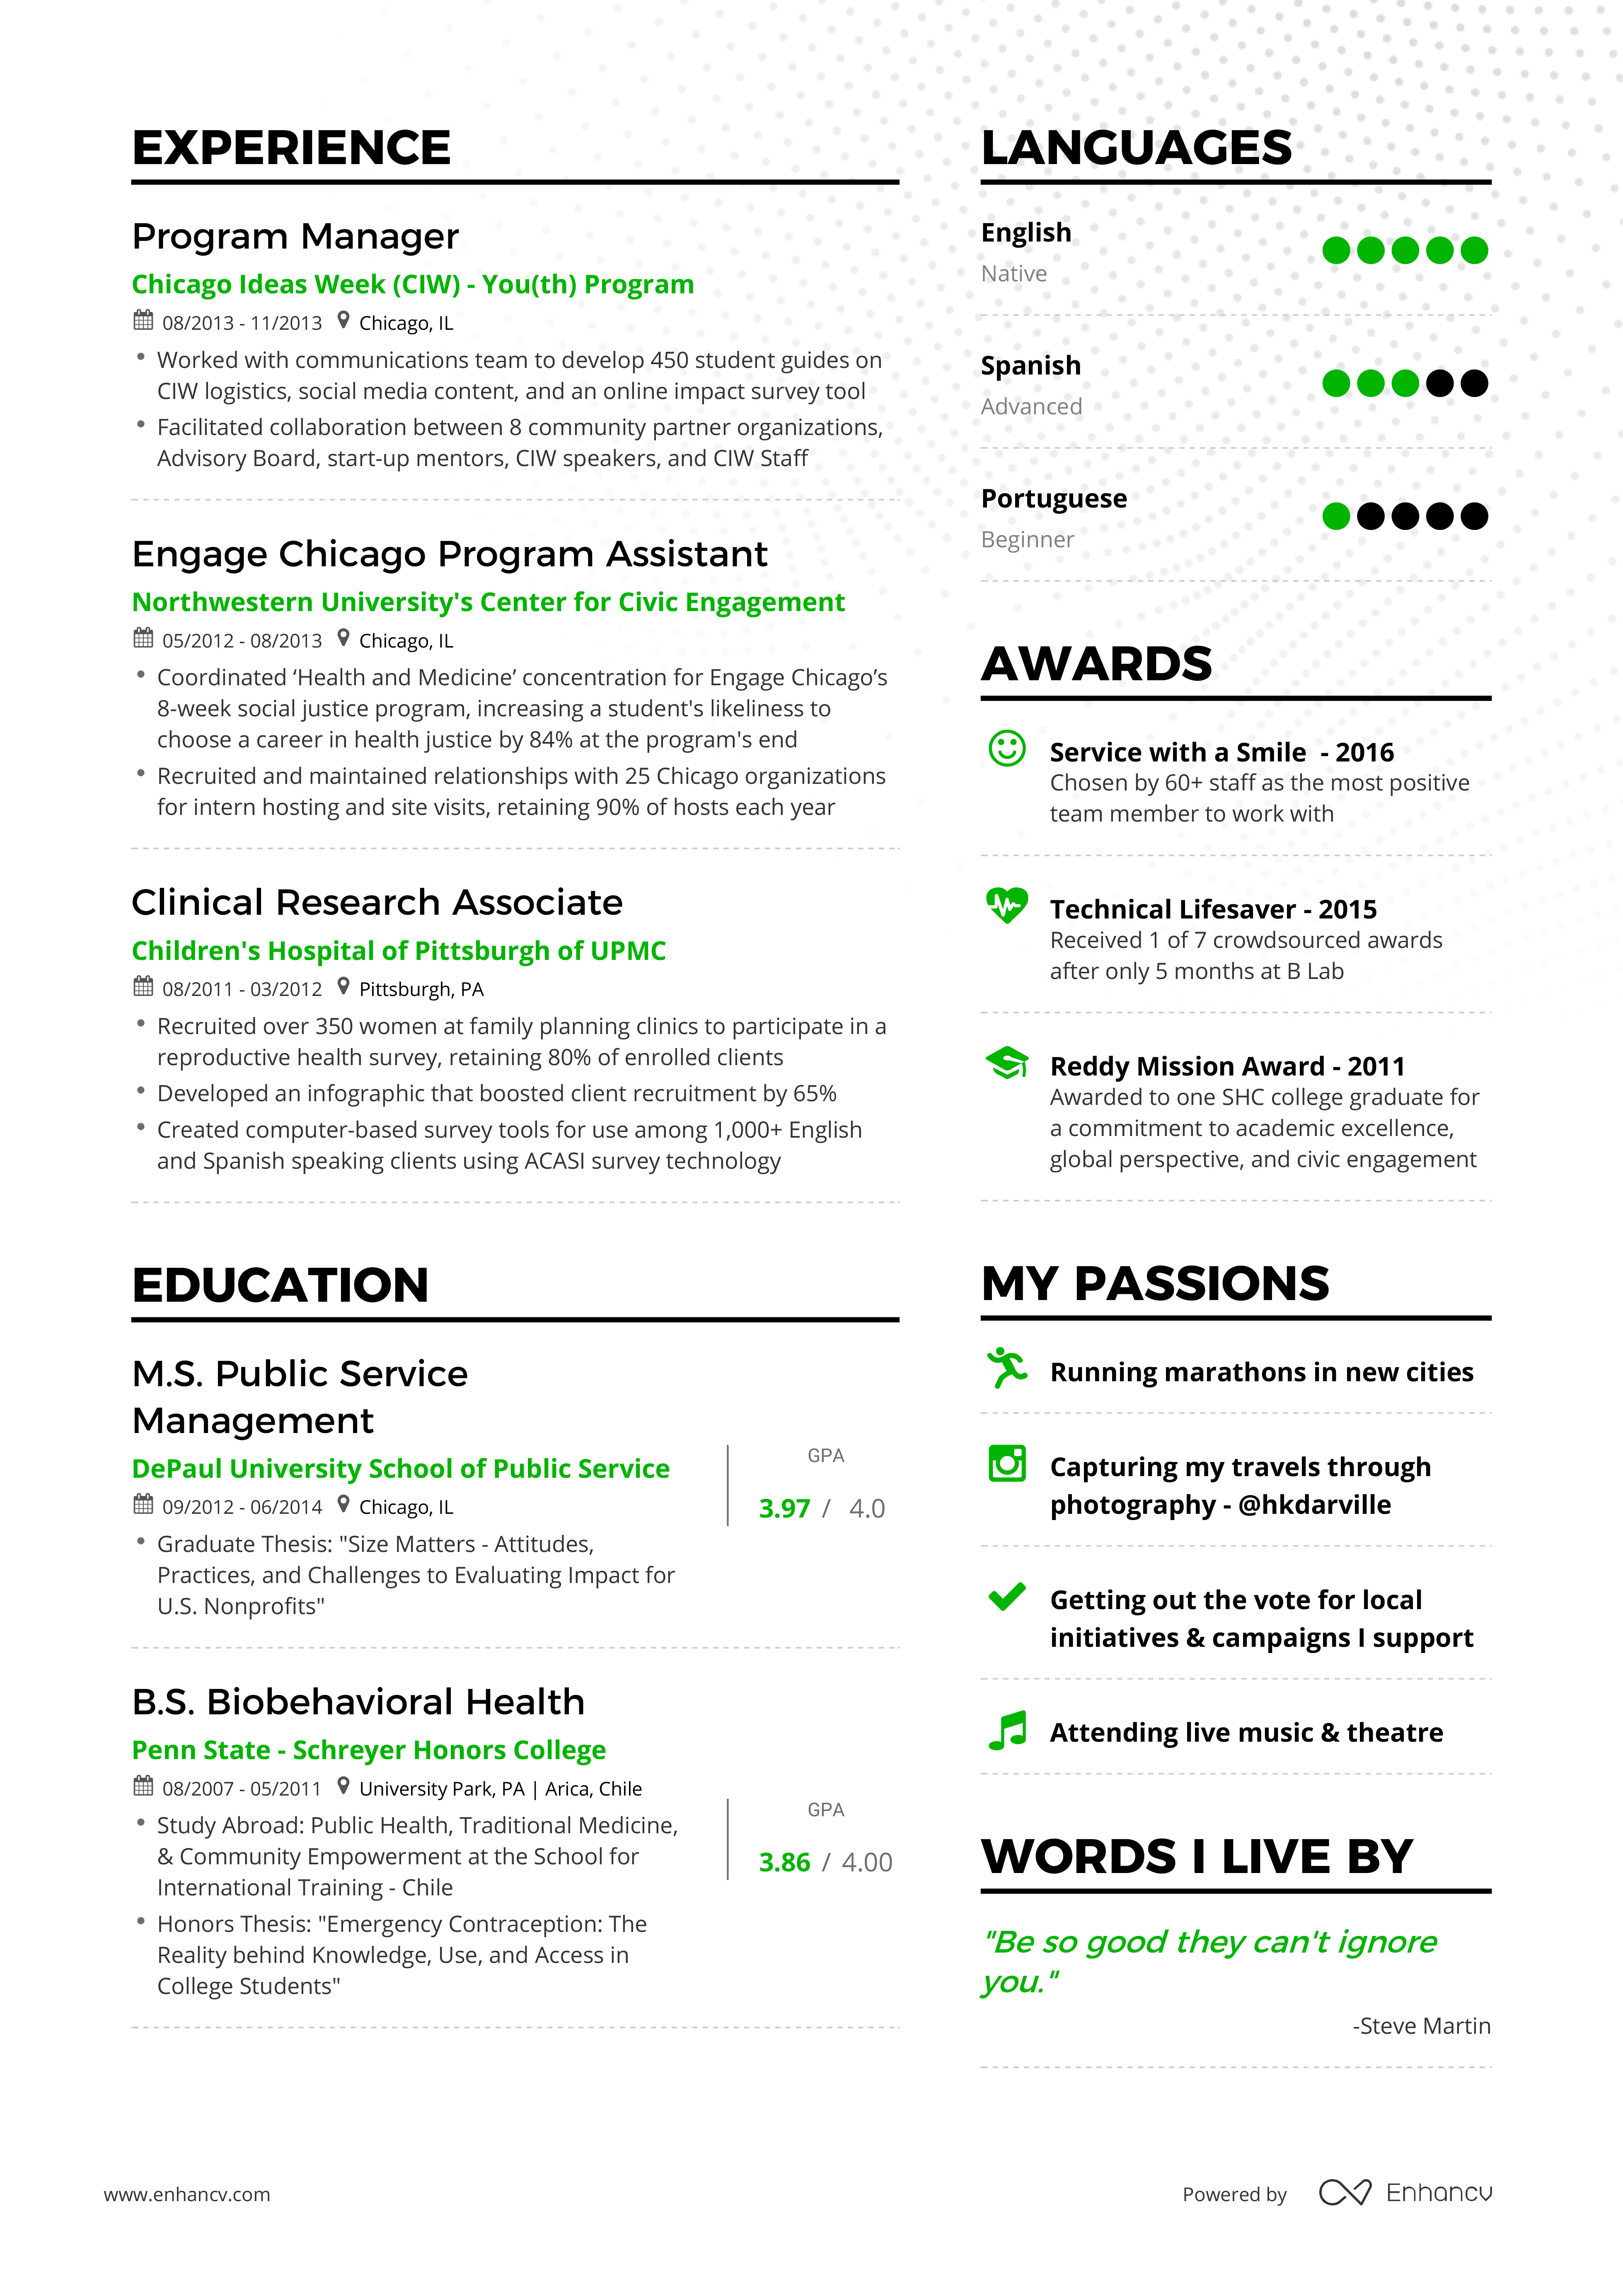 EXPERIENCE
Program Manager
Chicago Ideas Week (CIW) - You(th) Program
08/2013 - 11/2013 Chicago, IL
• Worked with communications team to develop 450 student guides on
CIW logistics, social media content, and an online impact survey tool
• Facilitated collaboration between 8 community partner organizations,
Advisory Board, start-up mentors, CIW speakers, and CIW Staff
Engage Chicago Program Assistant
Northwestern University's Center for Civic Engagement
05/2012 - 08/2013 Chicago, IL
• Coordinated ‘Health and Medicine’ concentration for Engage Chicago’s
8-week social justice program, increasing a student's likeliness to
choose a career in health justice by 84% at the program's end
• Recruited and maintained relationships with 25 Chicago organizations
for intern hosting and site visits, retaining 90% of hosts each year
Clinical Research Associate
Children's Hospital of Pittsburgh of UPMC
08/2011 - 03/2012 Pittsburgh, PA
• Recruited over 350 women at family planning clinics to participate in a
reproductive health survey, retaining 80% of enrolled clients
• Developed an infographic that boosted client recruitment by 65%
• Created computer-based survey tools for use among 1,000+ English
and Spanish speaking clients using ACASI survey technology
EDUCATION
M.S. Public Service
Management
DePaul University School of Public Service
09/2012 - 06/2014 Chicago, IL
• Graduate Thesis: "Size Matters - Attitudes,
Practices, and Challenges to Evaluating Impact for
U.S. Nonprofits"
GPA
3.97 / 4.0
B.S. Biobehavioral Health
Penn State - Schreyer Honors College
08/2007 - 05/2011 University Park, PA | Arica, Chile
• Study Abroad: Public Health, Traditional Medicine,
& Community Empowerment at the School for
International Training - Chile
• Honors Thesis: "Emergency Contraception: The
Reality behind Knowledge, Use, and Access in
College Students"
GPA
3.86 / 4.00
LANGUAGES
English
Native
Spanish
Advanced
Portuguese
Beginner
AWARDS
Service with a Smile - 2016
Chosen by 60+ staff as the most positive
team member to work with
Technical Lifesaver - 2015
Received 1 of 7 crowdsourced awards
after only 5 months at B Lab
Reddy Mission Award - 2011
Awarded to one SHC college graduate for
a commitment to academic excellence,
global perspective, and civic engagement
MY PASSIONS
Running marathons in new cities
Capturing my travels through
photography - @hkdarville
Getting out the vote for local
initiatives & campaigns I support
Attending live music & theatre
WORDS I LIVE BY
"Be so good they can't ignore
you."
-Steve Martin
www.enhancv.com
Powered by Enhancv